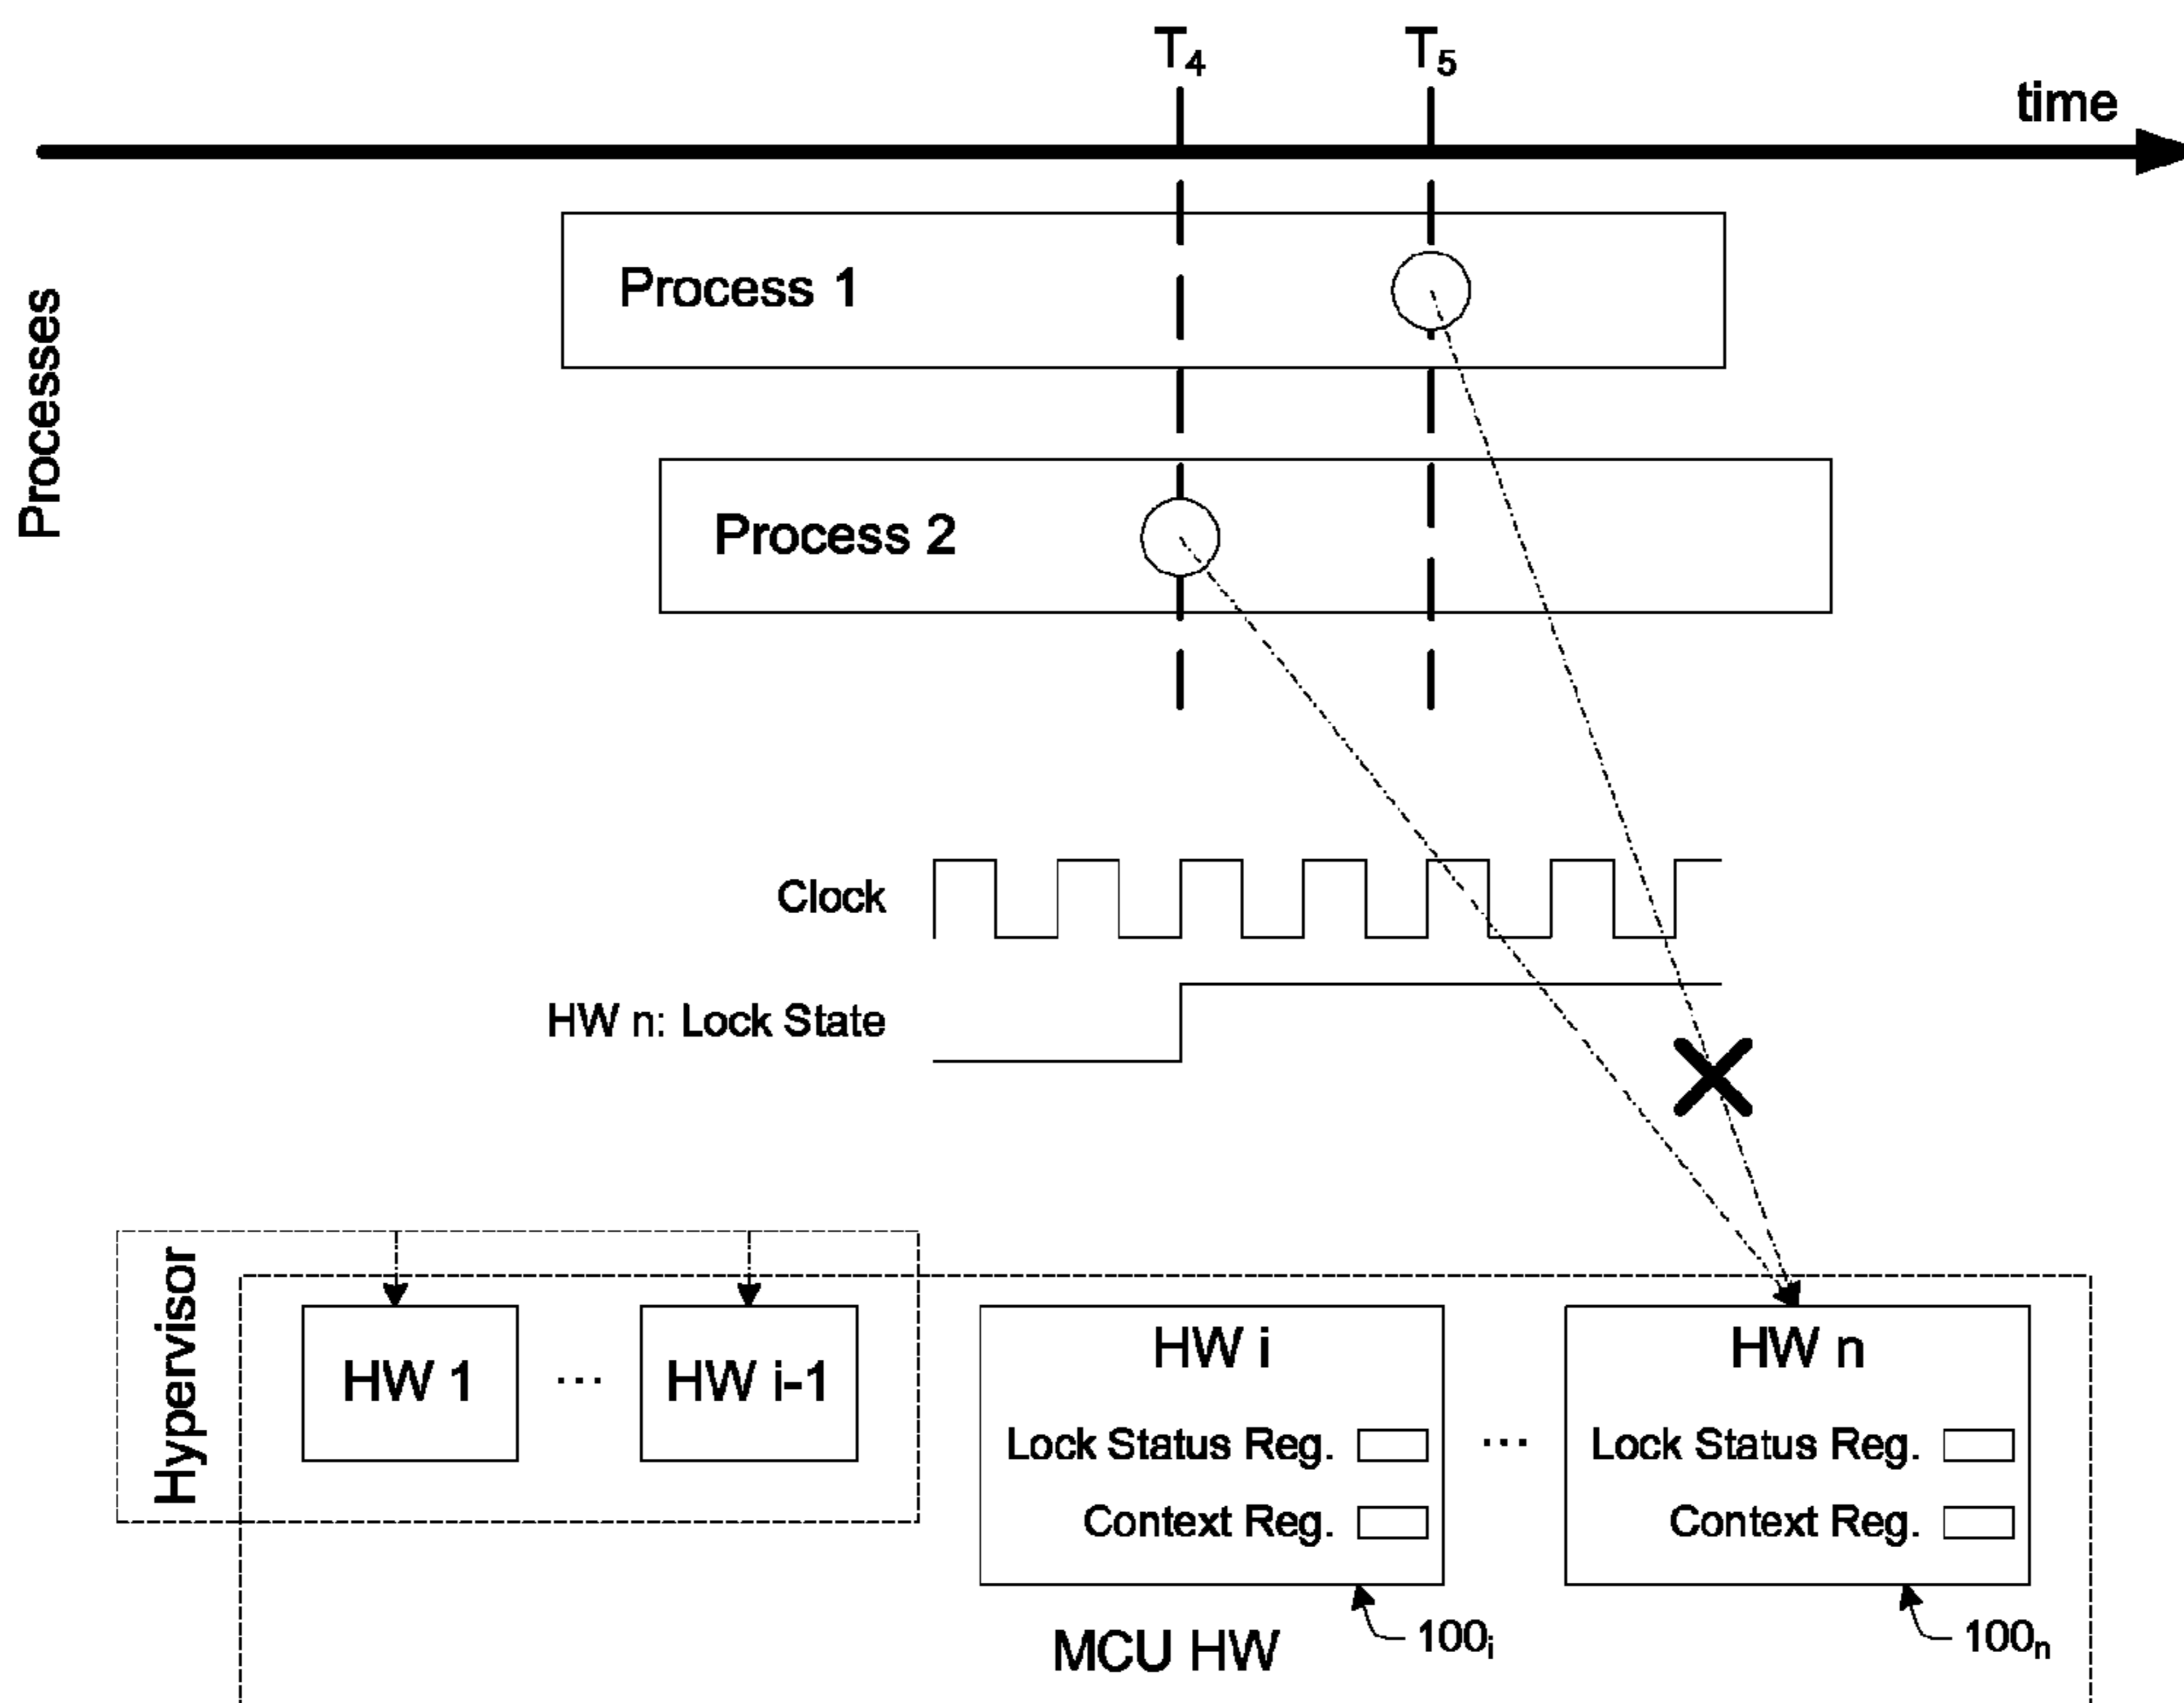 T4 T5
time
Processes
Process 1
Process 2
Clock
HW n: Lock State
Hypervisor
HW 1 ... HW i-1
HW i
Lock Status Reg.
Context Reg.
...
HW n
Lock Status Reg.
Context Reg.
100i
100n
MCU HW